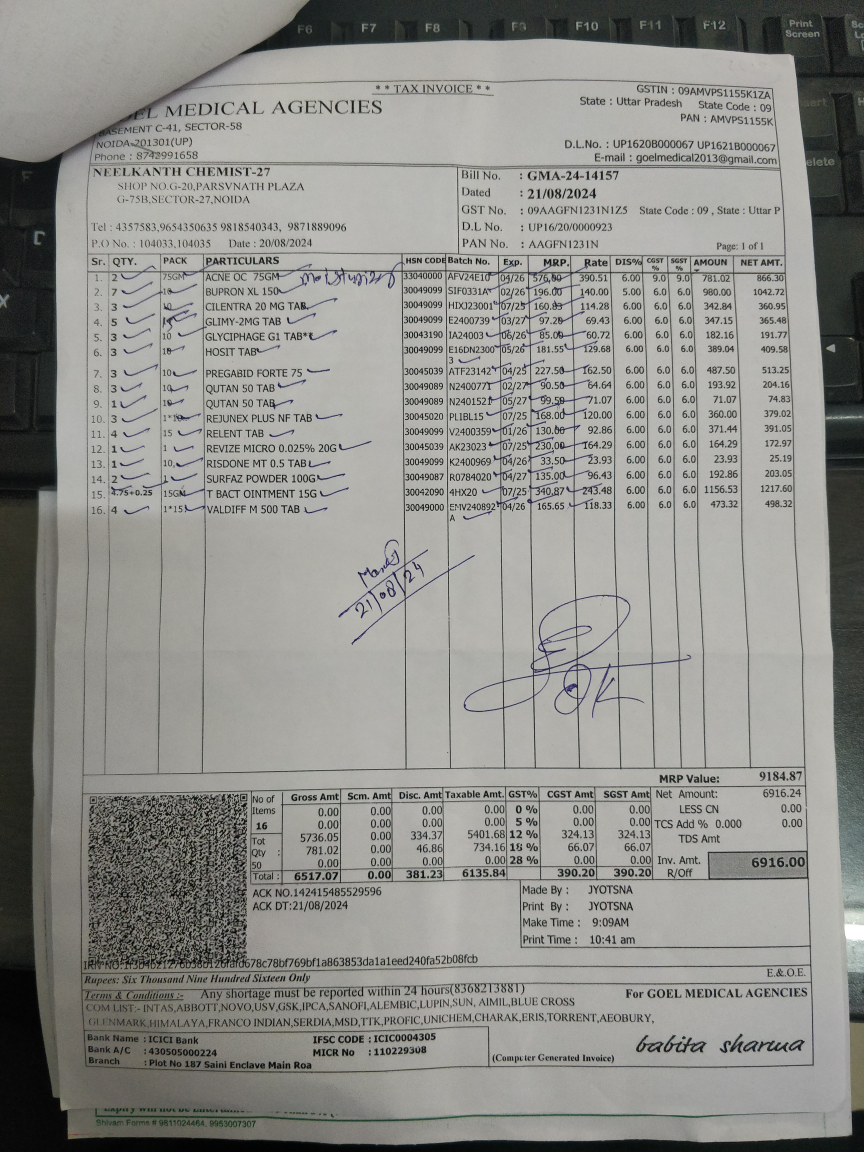 F6 F7 F8 F9 F10 F11 F12 Print Screen
** TAX INVOICE **
GSTIN : 09AMVPS1155K1ZA
State : Uttar Pradesh State Code : 09
PAN : AMVPS1155K
MEDICAL AGENCIES
BASEMENT C-41, SECTOR-58
NOIDA-201301(UP)
Phone : 8742991658
D.L.No. : UP1620B000067 UP1621B000067
E-mail : goelmedical2013@gmail.com
NEELKANTH CHEMIST-27
SHOP NO.G-20,PARSVNATH PLAZA
G-75B,SECTOR-27,NOIDA
Tel : 4357583,9654350635 9818540343, 9871889096
P.O No. : 104033,104035 Date : 20/08/2024
Bill No. : GMA-24-14157
Dated : 21/08/2024
GST No. : 09AAGFN1231N1Z5 State Code : 09 , State : Uttar P
D.L No. : UP16/20/0000923
PAN No. : AAGFN1231N Page: 1 of 1
Sr. QTY. PACK PARTICULARS HSN CODE Batch No. Exp. MRP. Rate DIS% CGST % SGST % AMOUN NET AMT.
1. 2 75GM ACNE OC 75GM 33040000 AFV24E10 04/26 576.00 390.51 6.00 9.0 9.0 781.02 866.30
2. 7 10 BUPRON XL 150 30049099 SIF0331A 02/26 196.00 140.00 5.00 6.0 6.0 980.00 1042.72
3. 3 10 CILENTRA 20 MG TAB 30049099 HIXJ23001 07/25 160.83 114.28 6.00 6.0 6.0 342.84 360.95
4. 5 GLIMY-2MG TAB 30049099 E2400739 03/27 97.20 69.43 6.00 6.0 6.0 347.15 365.48
5. 3 10 GLYCIPHAGE G1 TAB** 30043190 IA24003 06/26 85.00 60.72 6.00 6.0 6.0 182.16 191.77
6. 3 10 HOSIT TAB 30049099 E16DN2300 05/26 181.55 129.68 6.00 6.0 6.0 389.04 409.58
3
7. 3 10 PREGABID FORTE 75 30045039 ATF23142 04/25 227.50 162.50 6.00 6.0 6.0 487.50 513.25
8. 3 10 QUTAN 50 TAB 30049089 N2400771 02/27 90.50 64.64 6.00 6.0 6.0 193.92 204.16
9. 1 10 QUTAN 50 TAB 30049089 N2401521 05/27 99.50 71.07 6.00 6.0 6.0 71.07 74.83
10. 3 1*10 REJUNEX PLUS NF TAB 30045020 PL1BL15 07/25 168.00 120.00 6.00 6.0 6.0 360.00 379.02
11. 4 15 RELENT TAB 30049099 V2400359 01/26 130.00 92.86 6.00 6.0 6.0 371.44 391.05
12. 1 1 REVIZE MICRO 0.025% 20G 30045039 AK23023 07/25 230.00 164.29 6.00 6.0 6.0 164.29 172.97
13. 1 10 RISDONE MT 0.5 TAB 30049099 K2400969 04/26 33.50 23.93 6.00 6.0 6.0 23.93 25.19
14. 2 1 SURFAZ POWDER 100G 30049087 R0784020 04/27 135.00 96.43 6.00 6.0 6.0 192.86 203.05
15. 4.75+0.25 15GM T BACT OINTMENT 15G 30042090 4HX20 07/25 340.87 243.48 6.00 6.0 6.0 1156.53 1217.60
16. 4 1*15 VALDIFF M 500 TAB 30049000 EMV240892 04/26 165.65 118.33 6.00 6.0 6.0 473.32 498.32
A
21/08/24
OK
MRP Value: 9184.87
No of Items 16 Tot Qty : 50
Gross Amt Scm. Amt Disc. Amt Taxable Amt. GST% CGST Amt SGST Amt
0.00 0.00 0.00 0.00 0 % 0.00 0.00
0.00 0.00 0.00 0.00 5 % 0.00 0.00
5736.05 334.37 5401.68 12 % 324.13 324.13
781.02 46.86 734.16 18 % 66.07 66.07
0.00 0.00 0.00 0.00 28 % 0.00 0.00
Total : 6517.07 0.00 381.23 6135.84 390.20 390.20
Net Amount: 6916.24
LESS CN 0.00
TCS Add % 0.000 0.00
TDS Amt
Inv. Amt. 6916.00
R/Off
ACK NO.142415485529596
ACK DT:21/08/2024
Made By : JYOTSNA
Print By : JYOTSNA
Make Time : 9:09AM
Print Time : 10:41 am
Rupees: Six Thousand Nine Hundred Sixteen Only E.&.O.E.
Terms & Conditions :- Any shortage must be reported within 24 hours(8368213881)
For GOEL MEDICAL AGENCIES
COM LIST:- INTAS,ABBOTT,NOVO,USV,GSK,IPCA,SANOFI,ALEMBIC,LUPIN,SUN, AIMIL,BLUE CROSS
GLENMARK,HIMALAYA,FRANCO INDIAN,SERDIA,MSD,TTK,PROFIC,UNICHEM,CHARAK,ERIS,TORRENT,AEOBURY,
Bank Name : ICICI Bank IFSC CODE : ICIC0004305
Bank A/C : 430505000224 MICR No : 110229308
Branch : Plot No 187 Saini Enclave Main Roa
(Computer Generated Invoice)
babita sharma
Shivam Forms # 9811024464, 9953007307